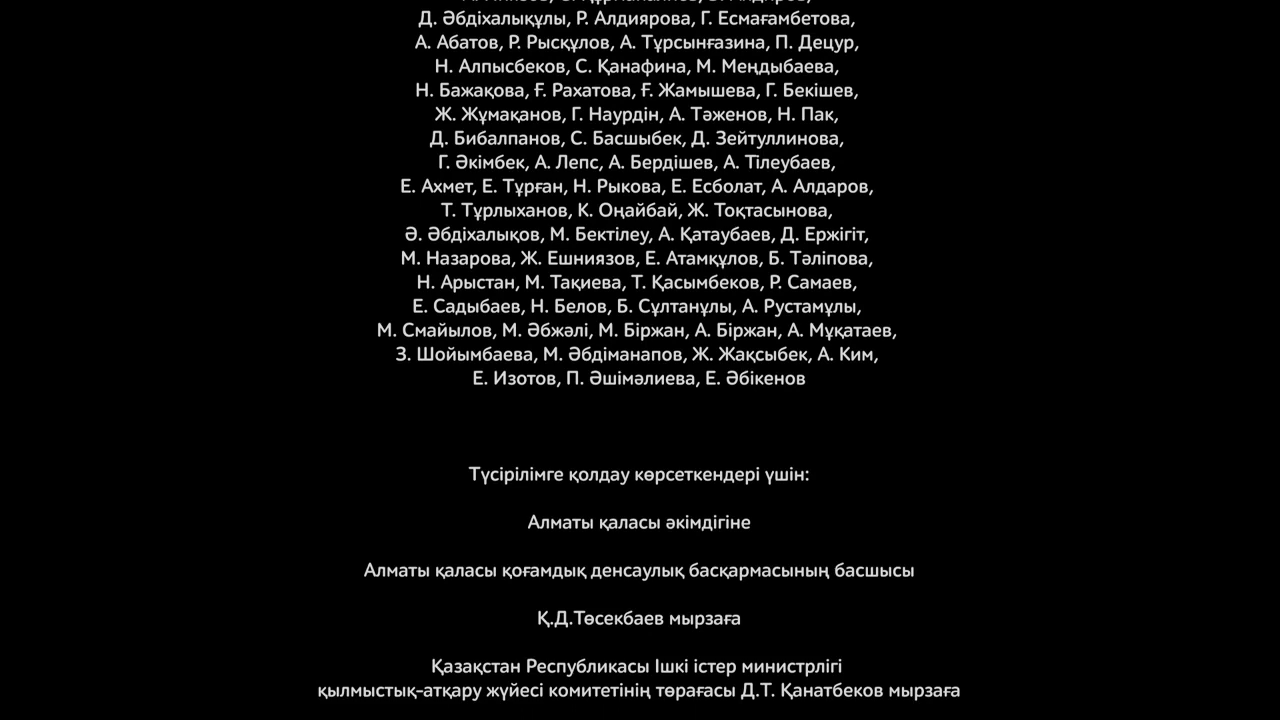 Д. Әбдіхалықұлы, Р. Алдиярова, Г. Есмағамбетова,
А. Абатов, Р. Рысқұлов, А. Тұрсынғазина, П. Децур,
Н. Алпысбеков, С. Қанафина, М. Меңдыбаева,
Н. Бажақова, Ғ. Рахатова, Ғ. Жамышева, Г. Бекішев,
Ж. Жұмақанов, Г. Наурдін, А. Тәженов, Н. Пак,
Д. Бибалпанов, С. Басшыбек, Д. Зейтуллинова,
Г. Әкімбек, А. Лепс, А. Бердішев, А. Тілеубаев,
Е. Ахмет, Е. Тұрған, Н. Рыкова, Е. Есболат, А. Алдаров,
Т. Тұрлыханов, К. Оңайбай, Ж. Тоқтасынова,
Ә. Әбдіхалықов, М. Бектілеу, А. Қатаубаев, Д. Ержігіт,
М. Назарова, Ж. Ешниязов, Е. Атамқұлов, Б. Тәліпова,
Н. Арыстан, М. Тақиева, Т. Қасымбеков, Р. Самаев,
Е. Садыбаев, Н. Белов, Б. Сұлтанұлы, А. Рустамұлы,
М. Смайылов, М. Әбжәлі, М. Біржан, А. Біржан, А. Мұқатаев,
З. Шойымбаева, М. Әбдіманапов, Ж. Жақсыбек, А. Ким,
Е. Изотов, П. Әшімәлиева, Е. Әбікенов
Түсірілімге қолдау көрсеткендері үшін:
Алматы қаласы әкімдігіне
Алматы қаласы қоғамдық денсаулық басқармасының басшысы
Қ.Д.Төсекбаев мырзаға
Қазақстан Республикасы Ішкі істер министрлігі
қылмыстық-атқару жүйесі комитетінің төрағасы Д.Т. Қанатбеков мырзаға